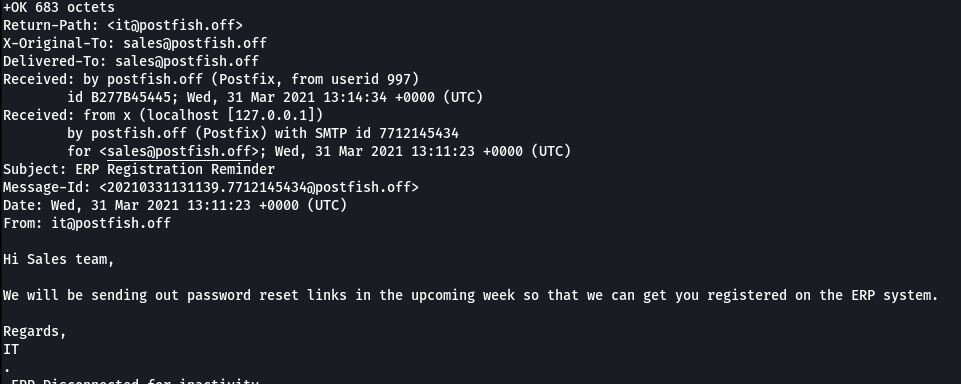 +OK 683 octets
Return-Path: <it@postfish.off>
X-Original-To: sales@postfish.off
Delivered-To: sales@postfish.off
Received: by postfish.off (Postfix, from userid 997)
        id B277B45445; Wed, 31 Mar 2021 13:14:34 +0000 (UTC)
Received: from x (localhost [127.0.0.1])
        by postfish.off (Postfix) with SMTP id 7712145434
        for <sales@postfish.off>; Wed, 31 Mar 2021 13:11:23 +0000 (UTC)
Subject: ERP Registration Reminder
Message-Id: <20210331131139.7712145434@postfish.off>
Date: Wed, 31 Mar 2021 13:11:23 +0000 (UTC)
From: it@postfish.off

Hi Sales team,

We will be sending out password reset links in the upcoming week so that we can get you registered on the ERP system.

Regards,
IT
.
-ERR Disconnected for inactivity.